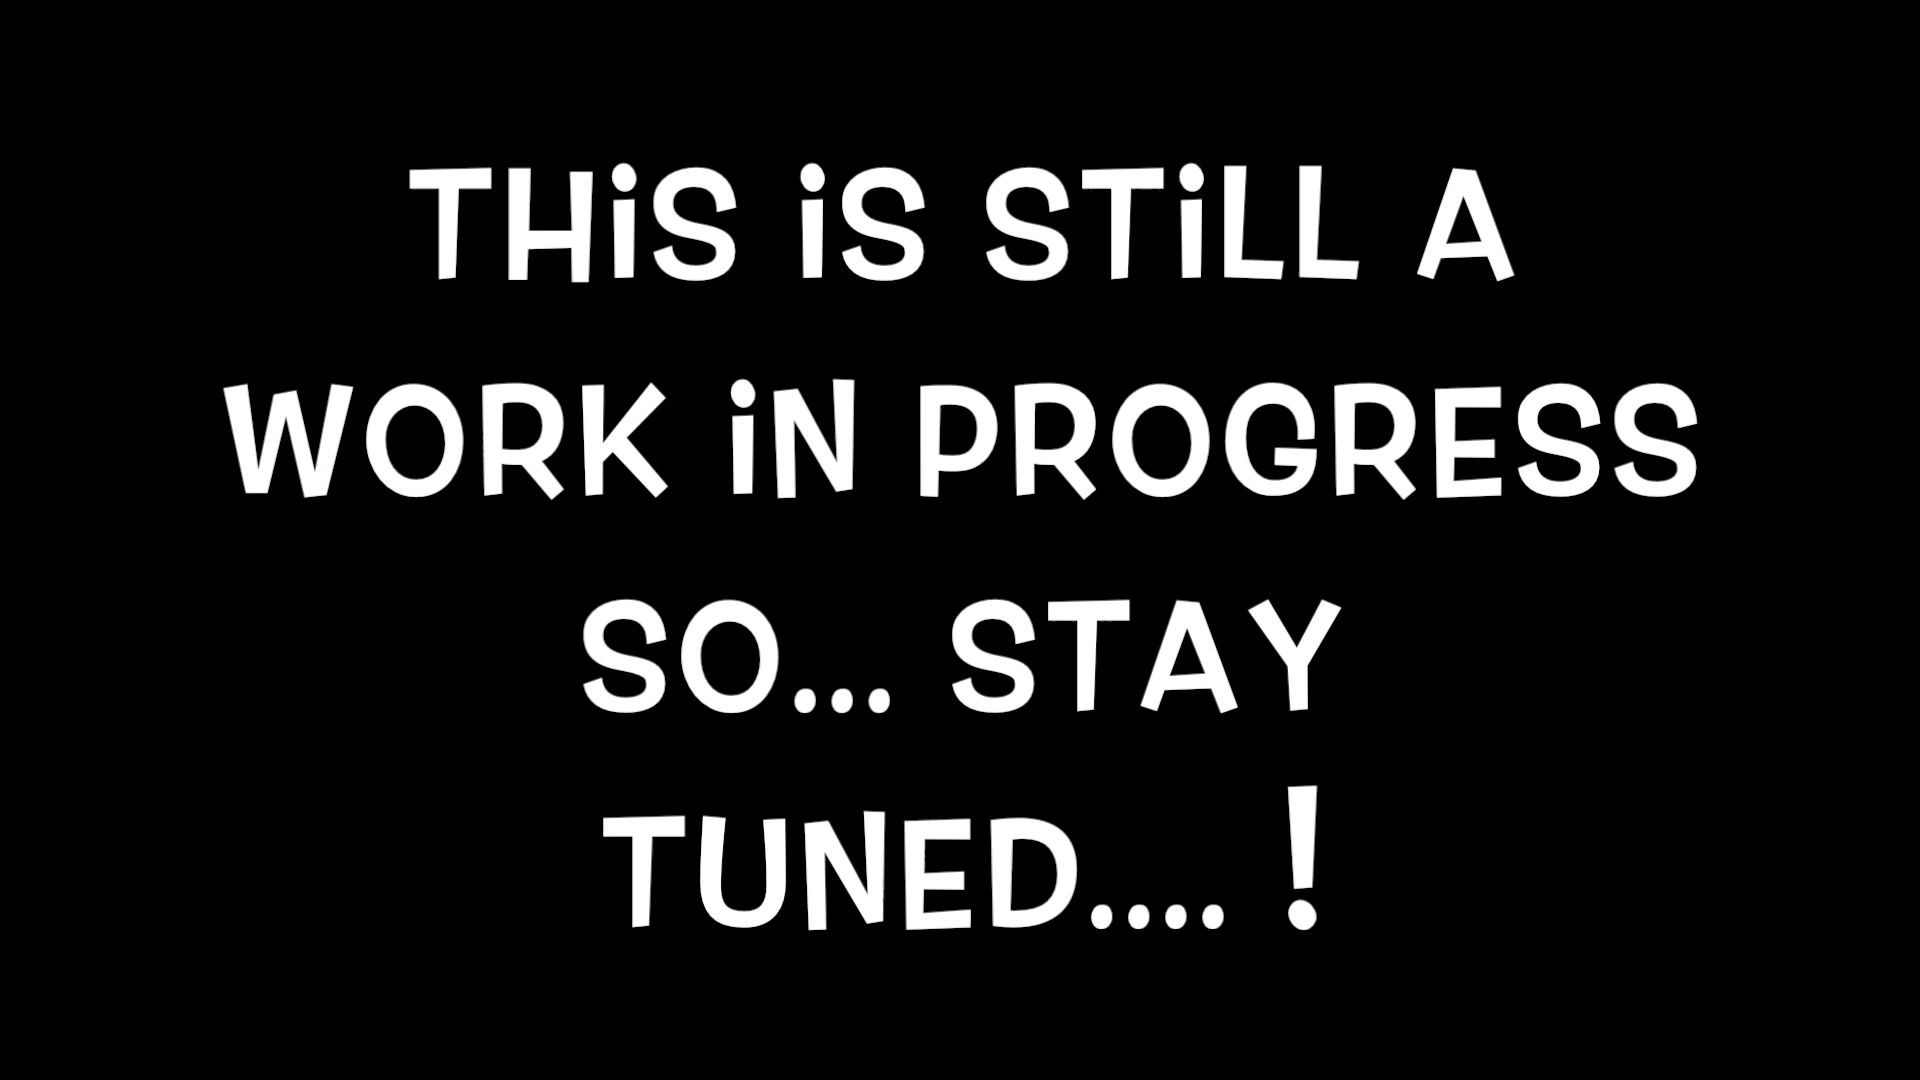 THiS iS STiLL A
WORK iN PROGRESS
SO... STAY
TUNED.... !